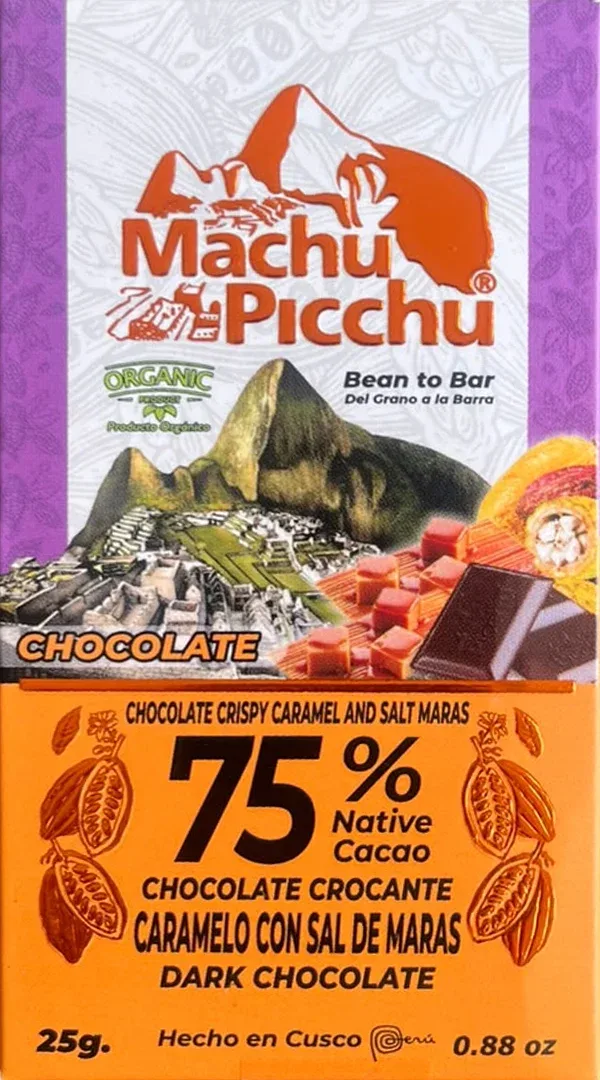 Machu
Picchu®
ORGANIC
PRODUCT
Producto Orgánico
Bean to Bar
Del Grano a la Barra
CHOCOLATE
CHOCOLATE CRISPY CARAMEL AND SALT MARAS
75%
Native
Cacao
CHOCOLATE CROCANTE
CARAMELO CON SAL DE MARAS
DARK CHOCOLATE
25g.
Hecho en Cusco Perú
0.88 oz